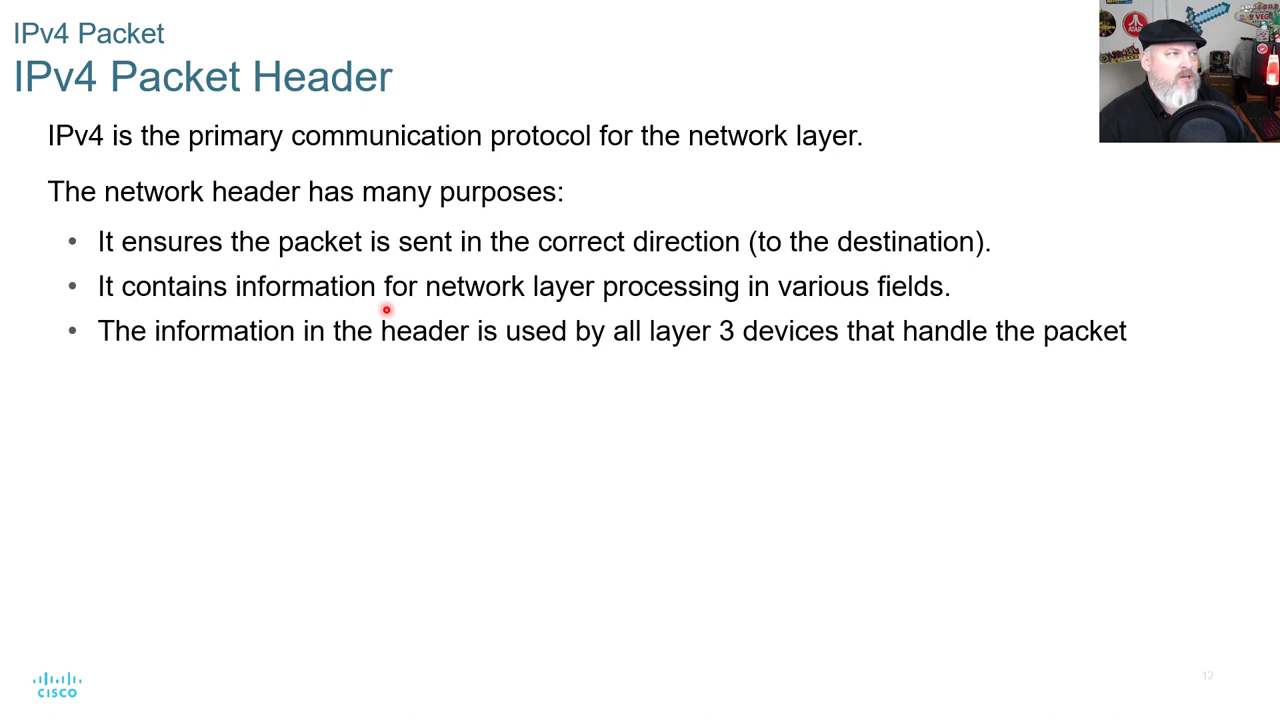 IPv4 Packet
IPv4 Packet Header
IPv4 is the primary communication protocol for the network layer.
The network header has many purposes:
• It ensures the packet is sent in the correct direction (to the destination).
• It contains information for network layer processing in various fields.
• The information in the header is used by all layer 3 devices that handle the packet
ATARI
CISCO
12